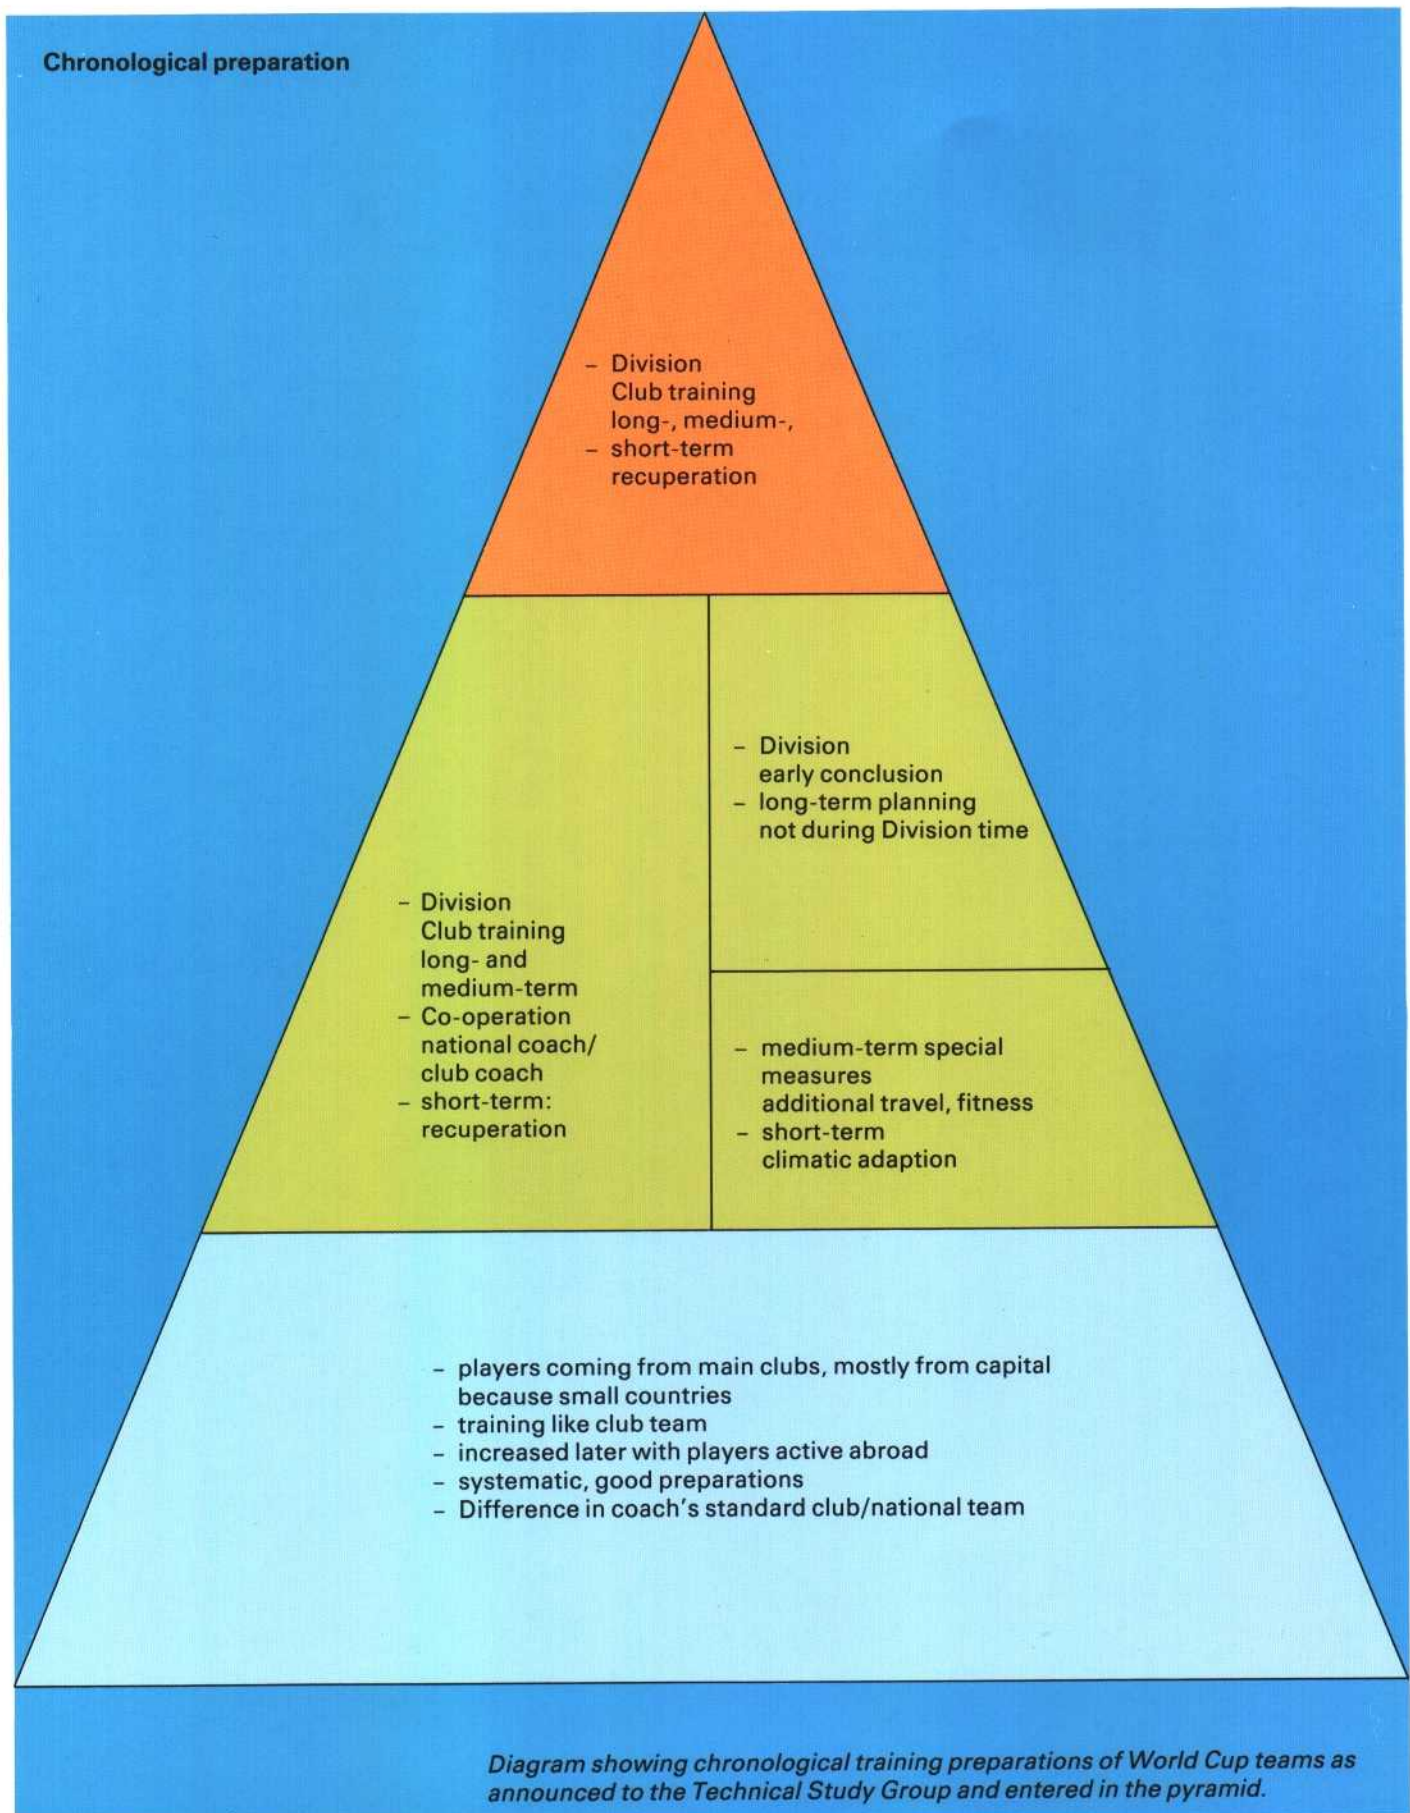 Chronological preparation
– Division
Club training
long-, medium-,
– short-term
recuperation
– Division
Club training
long- and
medium-term
– Co-operation
national coach/
club coach
– short-term:
recuperation
– Division
early conclusion
– long-term planning
not during Division time
– medium-term special
measures
additional travel, fitness
– short-term
climatic adaption
– players coming from main clubs, mostly from capital
because small countries
– training like club team
– increased later with players active abroad
– systematic, good preparations
– Difference in coach's standard club/national team
Diagram showing chronological training preparations of World Cup teams as
announced to the Technical Study Group and entered in the pyramid.